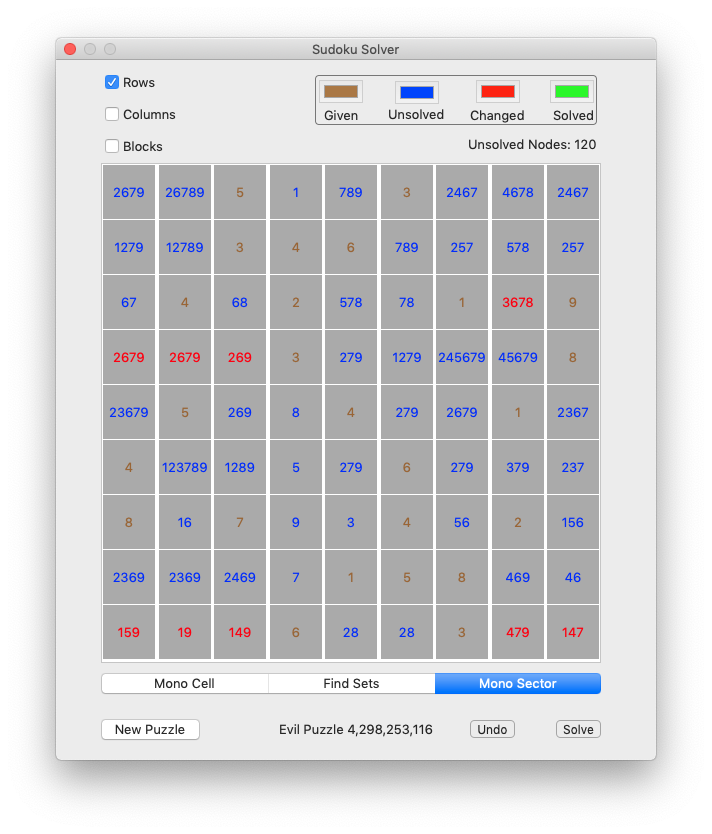 Sudoku Solver
Rows
Columns
Blocks
Given Unsolved Changed Solved
Unsolved Nodes: 120
2679 26789 5 1 789 3 2467 4678 2467
1279 12789 3 4 6 789 257 578 257
67 4 68 2 578 78 1 3678 9
2679 2679 269 3 279 1279 245679 45679 8
23679 5 269 8 4 279 2679 1 2367
4 123789 1289 5 279 6 279 379 237
8 16 7 9 3 4 56 2 156
2369 2369 2469 7 1 5 8 469 46
159 19 149 6 28 28 3 479 147
Mono Cell Find Sets Mono Sector
New Puzzle Evil Puzzle 4,298,253,116 Undo Solve